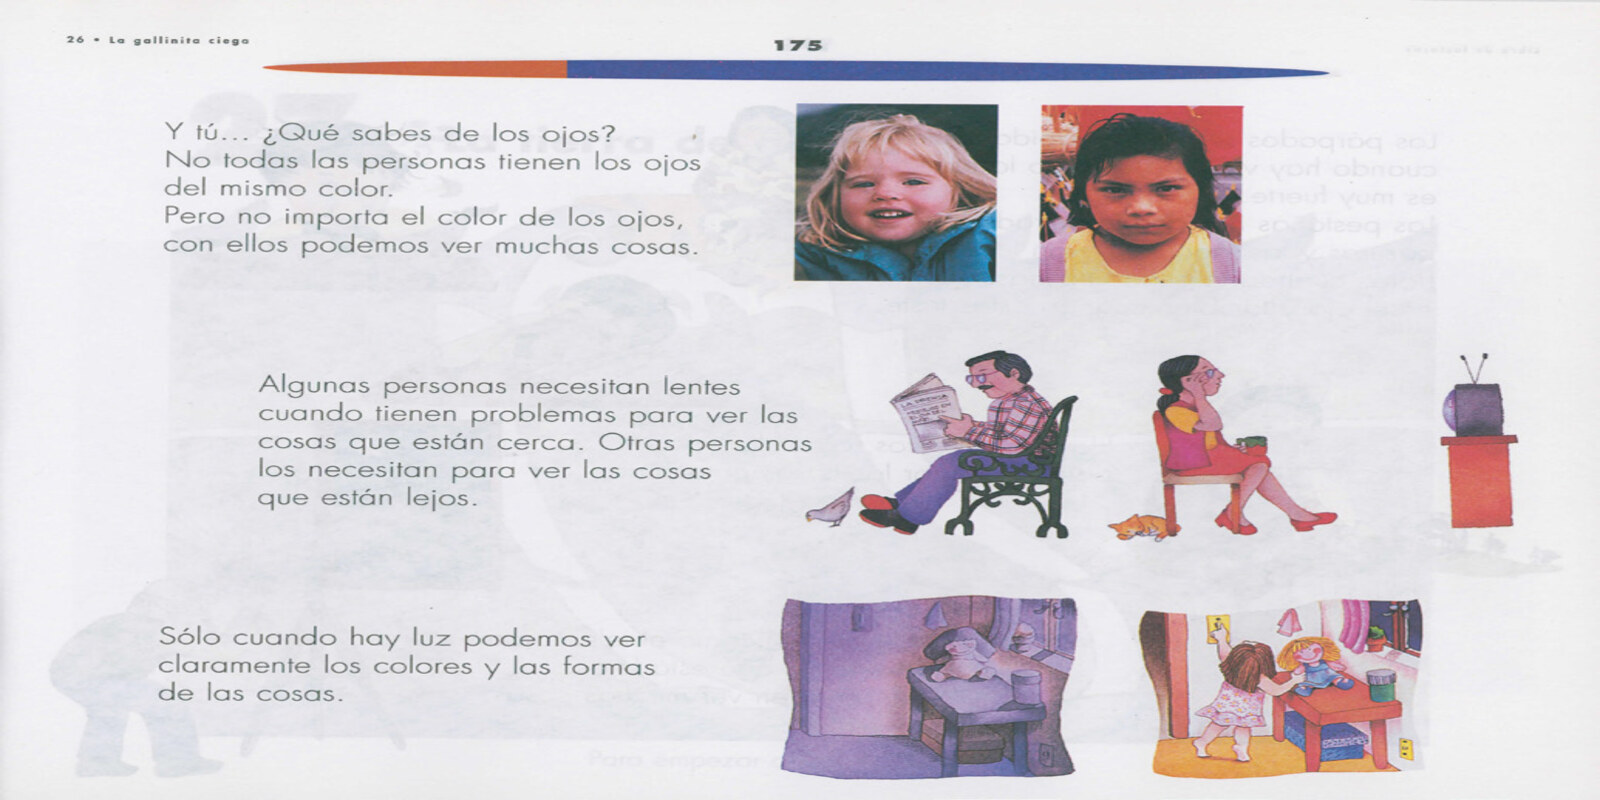 26 • La gallinita ciega
175
Y tú... ¿Qué sabes de los ojos?
No todas las personas tienen los ojos
del mismo color.
Pero no importa el color de los ojos,
con ellos podemos ver muchas cosas.
Algunas personas necesitan lentes
cuando tienen problemas para ver las
cosas que están cerca. Otras personas
los necesitan para ver las cosas
que están lejos.
LA PRENSA
Sólo cuando hay luz podemos ver
claramente los colores y las formas
de las cosas.